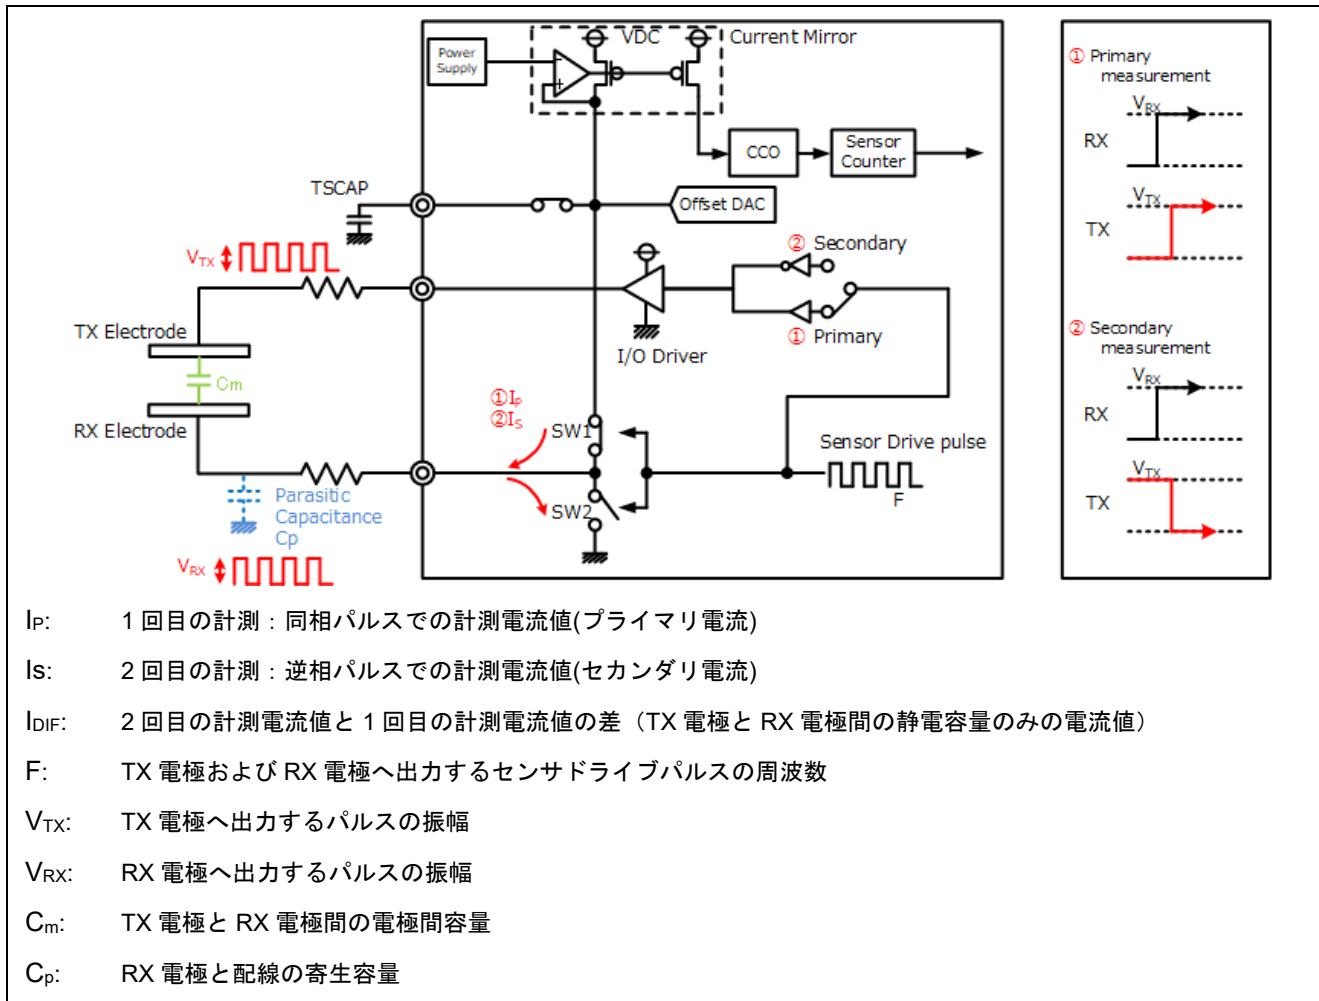 Power
Supply
VDC
Current Mirror
CCO
Sensor
Counter
TSCAP
Offset DAC
VTX
② Secondary
① Primary
I/O Driver
TX Electrode
Cm
RX Electrode
①IP
②IS
SW1
SW2
Sensor Drive pulse
F
Parasitic
Capacitance
Cp
VRX
① Primary
measurement
VRX
RX
VTX
TX
② Secondary
measurement
VRX
RX
VTX
TX
IP: 1 回目の計測：同相パルスでの計測電流値(プライマリ電流)
Is: 2 回目の計測：逆相パルスでの計測電流値(セカンダリ電流)
IDIF: 2 回目の計測電流値と 1 回目の計測電流値の差（TX 電極と RX 電極間の静電容量のみの電流値）
F: TX 電極および RX 電極へ出力するセンサドライブパルスの周波数
VTX: TX 電極へ出力するパルスの振幅
VRX: RX 電極へ出力するパルスの振幅
Cm: TX 電極と RX 電極間の電極間容量
Cp: RX 電極と配線の寄生容量